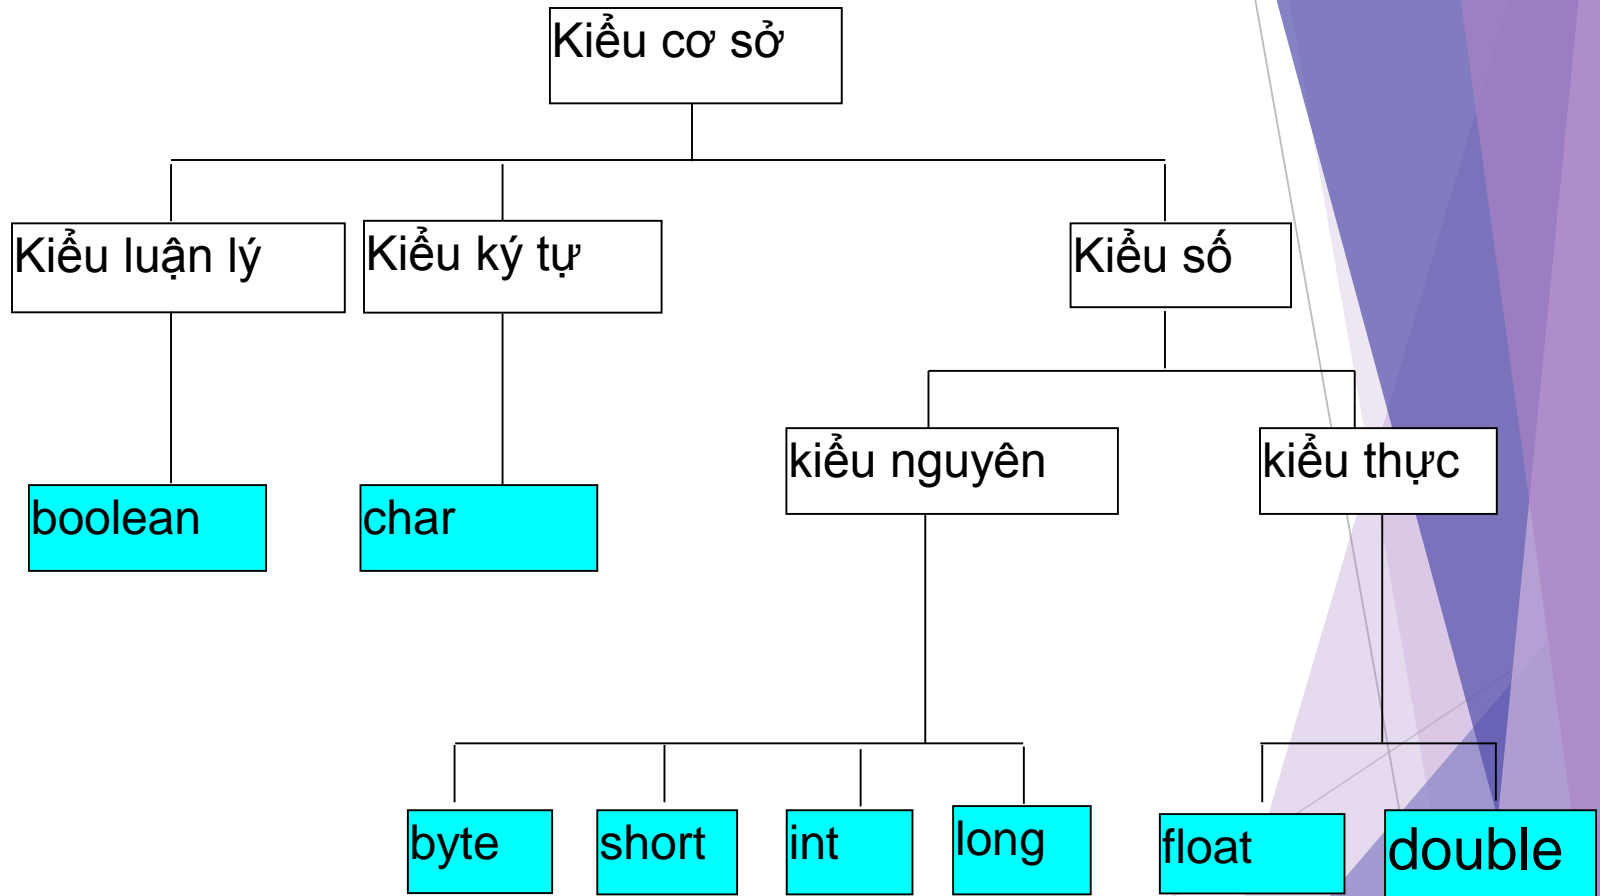 Kiểu cơ sở
Kiểu luận lý
Kiểu ký tự
Kiểu số
kiểu nguyên
kiểu thực
boolean
char
byte
short
int
long
float
double